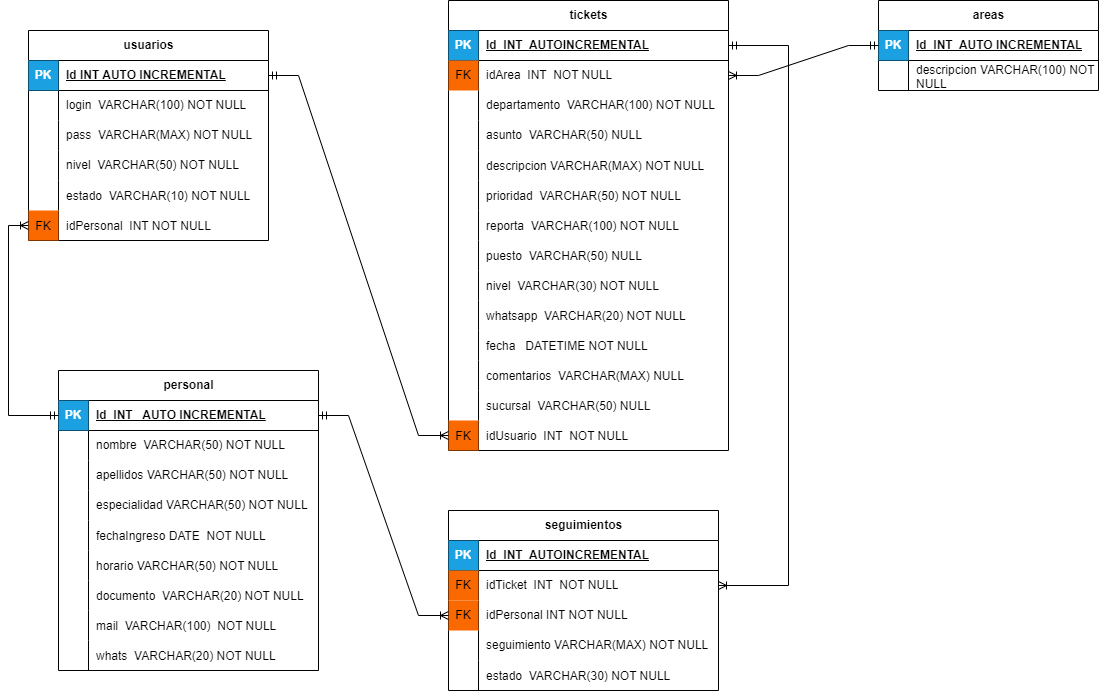 usuarios
PK Id INT AUTO INCREMENTAL
login VARCHAR(100) NOT NULL
pass VARCHAR(MAX) NOT NULL
nivel VARCHAR(50) NOT NULL
estado VARCHAR(10) NOT NULL
FK idPersonal INT NOT NULL
tickets
PK Id INT AUTOINCREMENTAL
FK idArea INT NOT NULL
departamento VARCHAR(100) NOT NULL
asunto VARCHAR(50) NULL
descripcion VARCHAR(MAX) NOT NULL
prioridad VARCHAR(50) NOT NULL
reporta VARCHAR(100) NOT NULL
puesto VARCHAR(50) NULL
nivel VARCHAR(30) NOT NULL
whatsapp VARCHAR(20) NOT NULL
fecha DATETIME NOT NULL
comentarios VARCHAR(MAX) NULL
sucursal VARCHAR(50) NULL
FK idUsuario INT NOT NULL
areas
PK Id INT AUTO INCREMENTAL
descripcion VARCHAR(100) NOT
NULL
personal
PK Id INT AUTO INCREMENTAL
nombre VARCHAR(50) NOT NULL
apellidos VARCHAR(50) NOT NULL
especialidad VARCHAR(50) NOT NULL
fechaIngreso DATE NOT NULL
horario VARCHAR(50) NOT NULL
documento VARCHAR(20) NOT NULL
mail VARCHAR(100) NOT NULL
whats VARCHAR(20) NOT NULL
seguimientos
PK Id INT AUTOINCREMENTAL
FK idTicket INT NOT NULL
FK idPersonal INT NOT NULL
seguimiento VARCHAR(MAX) NOT NULL
estado VARCHAR(30) NOT NULL